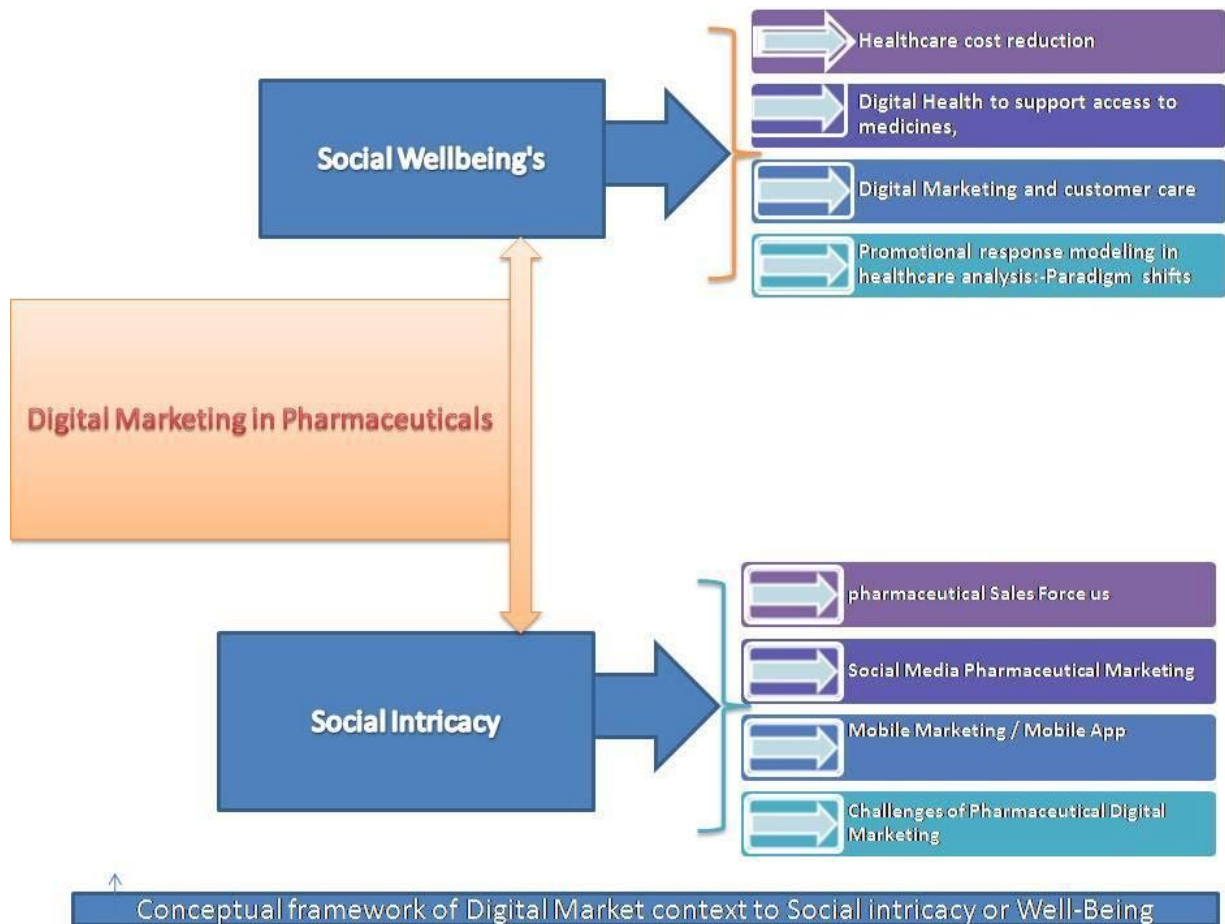 Healthcare cost reduction
Digital Health to support access to
medicines,
Social Wellbeing's
Digital Marketing and customer care
Promotional response modeling in
healthcare analysis:-Paradigm shifts
Digital Marketing in Pharmaceuticals
pharmaceutical Sales Force us
Social Media Pharmaceutical Marketing
Social Intricacy
Mobile Marketing / Mobile App
Challenges of Pharmaceutical Digital
Marketing
Conceptual framework of Digital Market context to Social intricacy or Well-Being